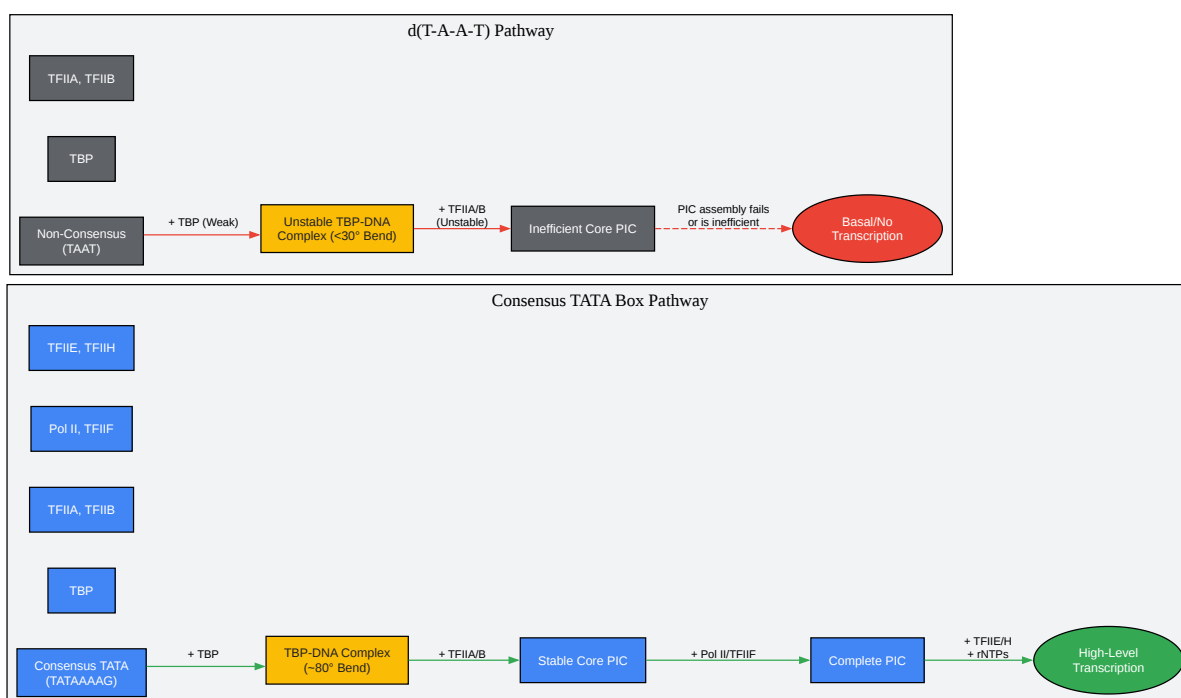 d(T-A-A-T) Pathway
TFIIA, TFIIB
TBP
Non-Consensus
(TAAT)
+ TBP (Weak)
Unstable TBP-DNA
Complex (<30° Bend)
+ TFIIA/B
(Unstable)
Inefficient Core PIC
PIC assembly fails
or is inefficient
Basal/No
Transcription
Consensus TATA Box Pathway
TFIIE, TFIIH
Pol II, TFIIF
TFIIA, TFIIB
TBP
Consensus TATA
(TATAAAAG)
+ TBP
TBP-DNA Complex
(~80° Bend)
+ TFIIA/B
Stable Core PIC
+ Pol II/TFIIF
Complete PIC
+ TFIIE/H
+ rNTPs
High-Level
Transcription